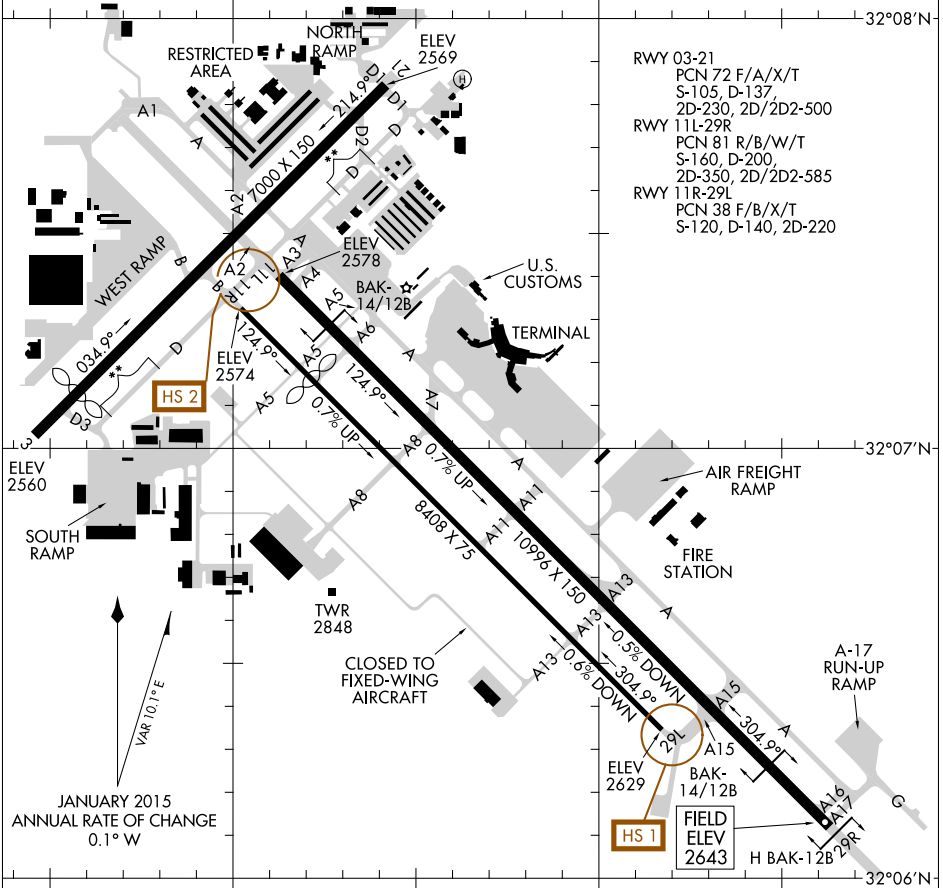 32°08'N
NORTH
RAMP
RESTRICTED
AREA
ELEV
2569
H
RWY 03-21
PCN 72 F/A/X/T
S-105, D-137,
2D-230, 2D/2D2-500
RWY 11L-29R
PCN 81 R/B/W/T
S-160, D-200,
2D-350, 2D/2D2-585
RWY 11R-29L
PCN 38 F/B/X/T
S-120, D-140, 2D-220
D
21
D1
D
D2
D
A1
A
214.9°
7000 X 150
**
A2
WEST RAMP
B
B
A2
11L
11R
A3
A
A4
ELEV
2578
BAK-
14/12B
U.S.
CUSTOMS
TERMINAL
034.9°
D
**
D3
3
ELEV
2574
HS 2
124.9°
A5
A5
A5
A6
A
124.9°
A7
0.7% UP
A8
0.7% UP
A
32°07'N
ELEV
2560
SOUTH
RAMP
A8
8408 X 75
A11
A11
10996 X 150
AIR FREIGHT
RAMP
FIRE
STATION
TWR
2848
A13
A13
A13
A
CLOSED TO
FIXED-WING
AIRCRAFT
0.5% DOWN
0.6% DOWN
304.9°
A-17
RUN-UP
RAMP
VAR 10.1° E
A15
304.9°
A
29L
A15
ELEV
2629
BAK-
14/12B
JANUARY 2015
ANNUAL RATE OF CHANGE
0.1° W
HS 1
FIELD
ELEV
2643
A16
A17
G
29R
H BAK-12B
32°06'N